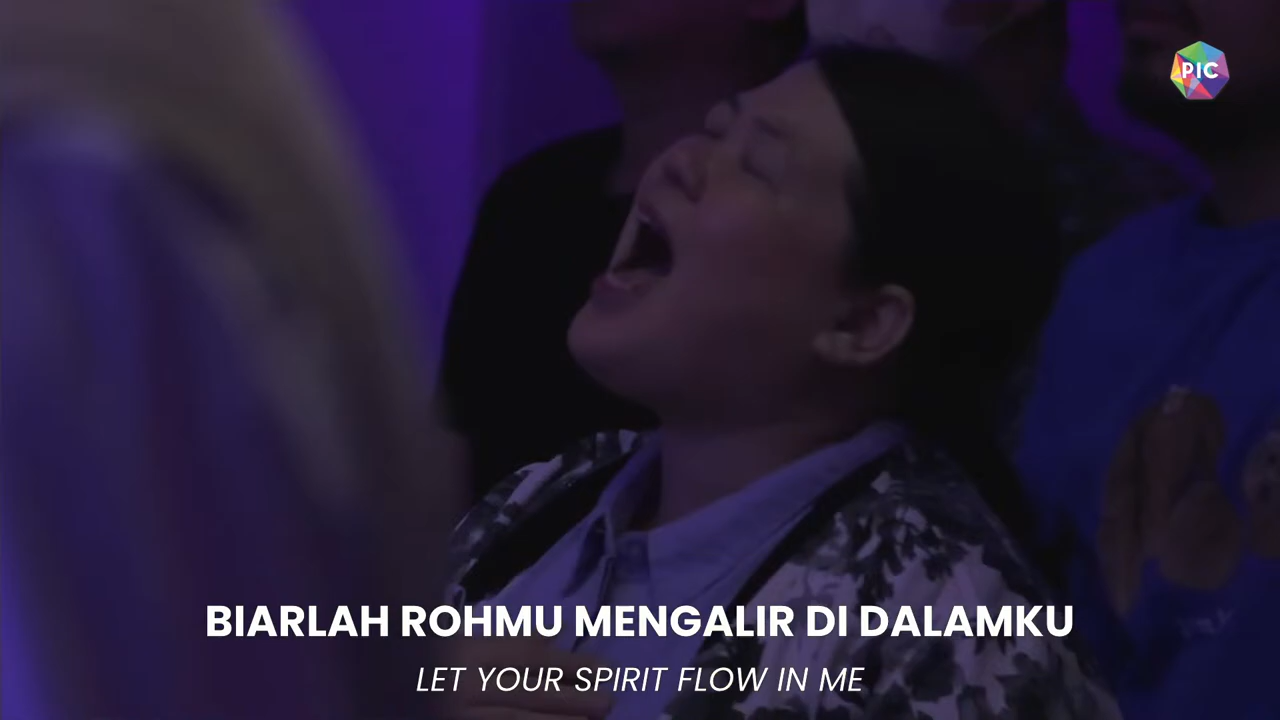 PIC
BIARLAH ROHMU MENGALIR DI DALAMKU
LET YOUR SPIRIT FLOW IN ME